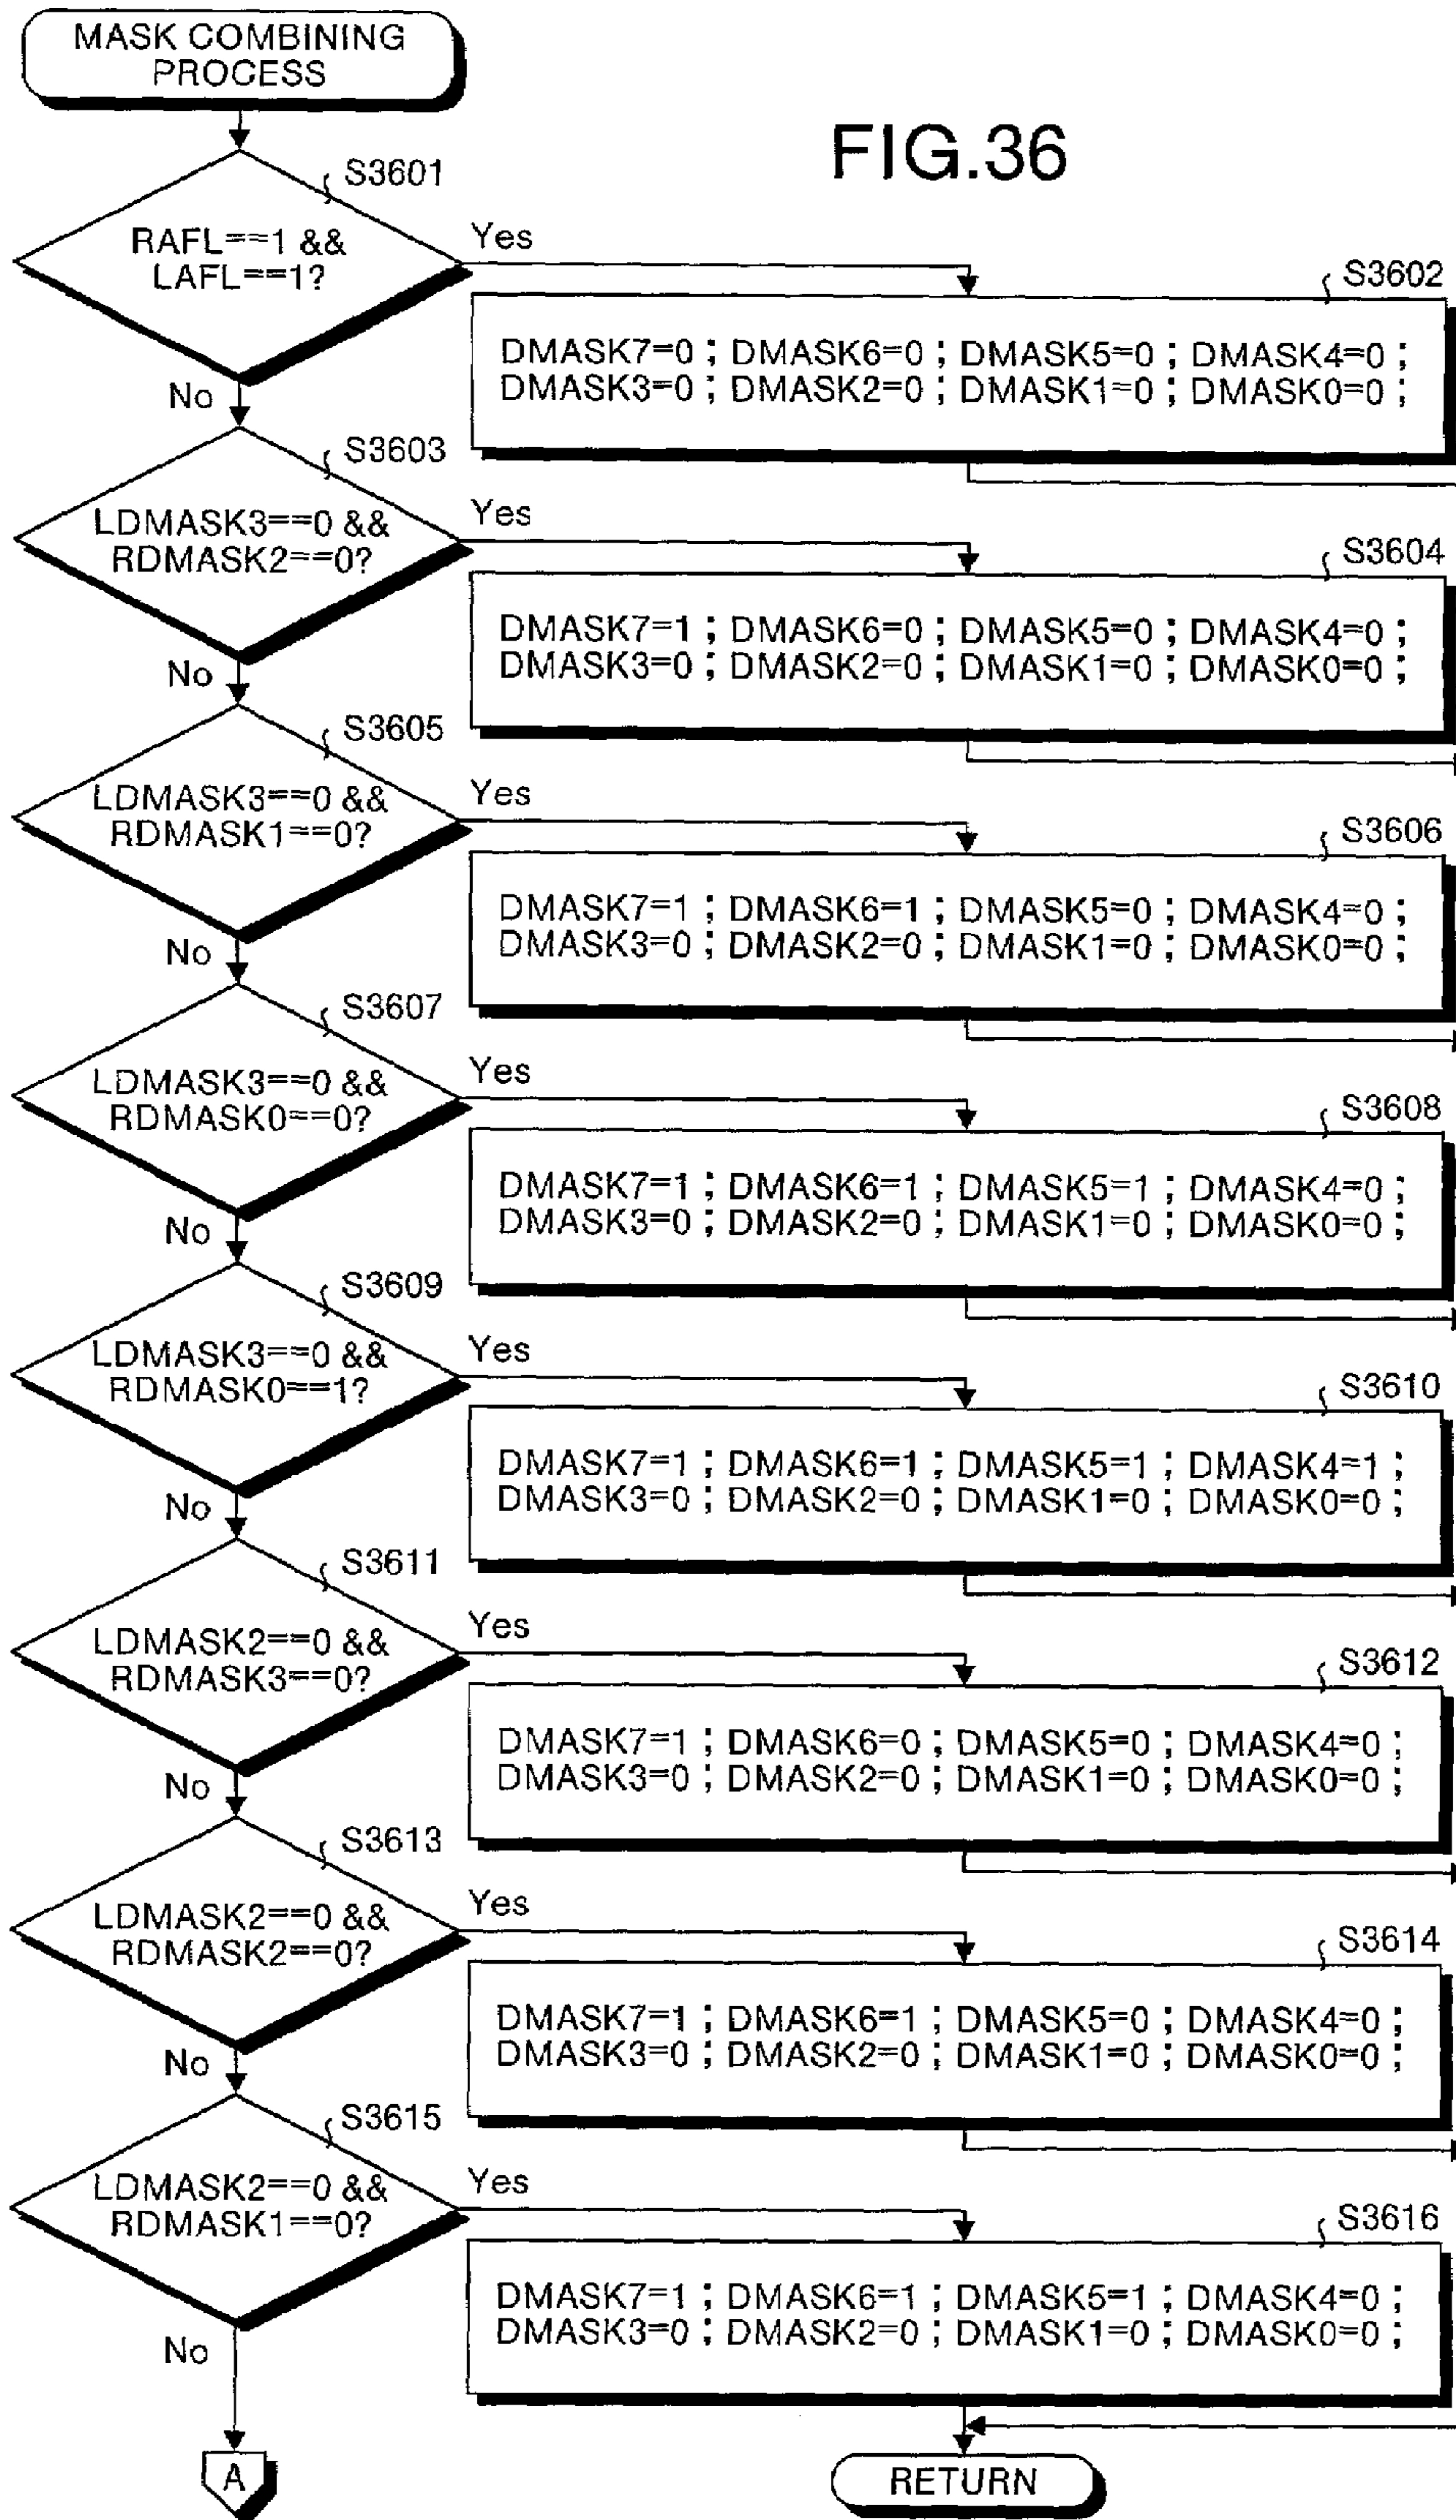 MASK COMBINING
PROCESS
FIG.36
S3601
RAFL==1 &&
LAFL==1?
Yes
No
S3602
DMASK7=0 ; DMASK6=0 ; DMASK5=0 ; DMASK4=0 ;
DMASK3=0 ; DMASK2=0 ; DMASK1=0 ; DMASK0=0 ;
S3603
LDMASK3==0 &&
RDMASK2==0?
Yes
No
S3604
DMASK7=1 ; DMASK6=0 ; DMASK5=0 ; DMASK4=0 ;
DMASK3=0 ; DMASK2=0 ; DMASK1=0 ; DMASK0=0 ;
S3605
LDMASK3==0 &&
RDMASK1==0?
Yes
No
S3606
DMASK7=1 ; DMASK6=1 ; DMASK5=0 ; DMASK4=0 ;
DMASK3=0 ; DMASK2=0 ; DMASK1=0 ; DMASK0=0 ;
S3607
LDMASK3==0 &&
RDMASK0==0?
Yes
No
S3608
DMASK7=1 ; DMASK6=1 ; DMASK5=1 ; DMASK4=0 ;
DMASK3=0 ; DMASK2=0 ; DMASK1=0 ; DMASK0=0 ;
S3609
LDMASK3==0 &&
RDMASK0==1?
Yes
No
S3610
DMASK7=1 ; DMASK6=1 ; DMASK5=1 ; DMASK4=1 ;
DMASK3=0 ; DMASK2=0 ; DMASK1=0 ; DMASK0=0 ;
S3611
LDMASK2==0 &&
RDMASK3==0?
Yes
No
S3612
DMASK7=1 ; DMASK6=0 ; DMASK5=0 ; DMASK4=0 ;
DMASK3=0 ; DMASK2=0 ; DMASK1=0 ; DMASK0=0 ;
S3613
LDMASK2==0 &&
RDMASK2==0?
Yes
No
S3614
DMASK7=1 ; DMASK6=1 ; DMASK5=0 ; DMASK4=0 ;
DMASK3=0 ; DMASK2=0 ; DMASK1=0 ; DMASK0=0 ;
S3615
LDMASK2==0 &&
RDMASK1==0?
Yes
No
S3616
DMASK7=1 ; DMASK6=1 ; DMASK5=1 ; DMASK4=0 ;
DMASK3=0 ; DMASK2=0 ; DMASK1=0 ; DMASK0=0 ;
A
RETURN